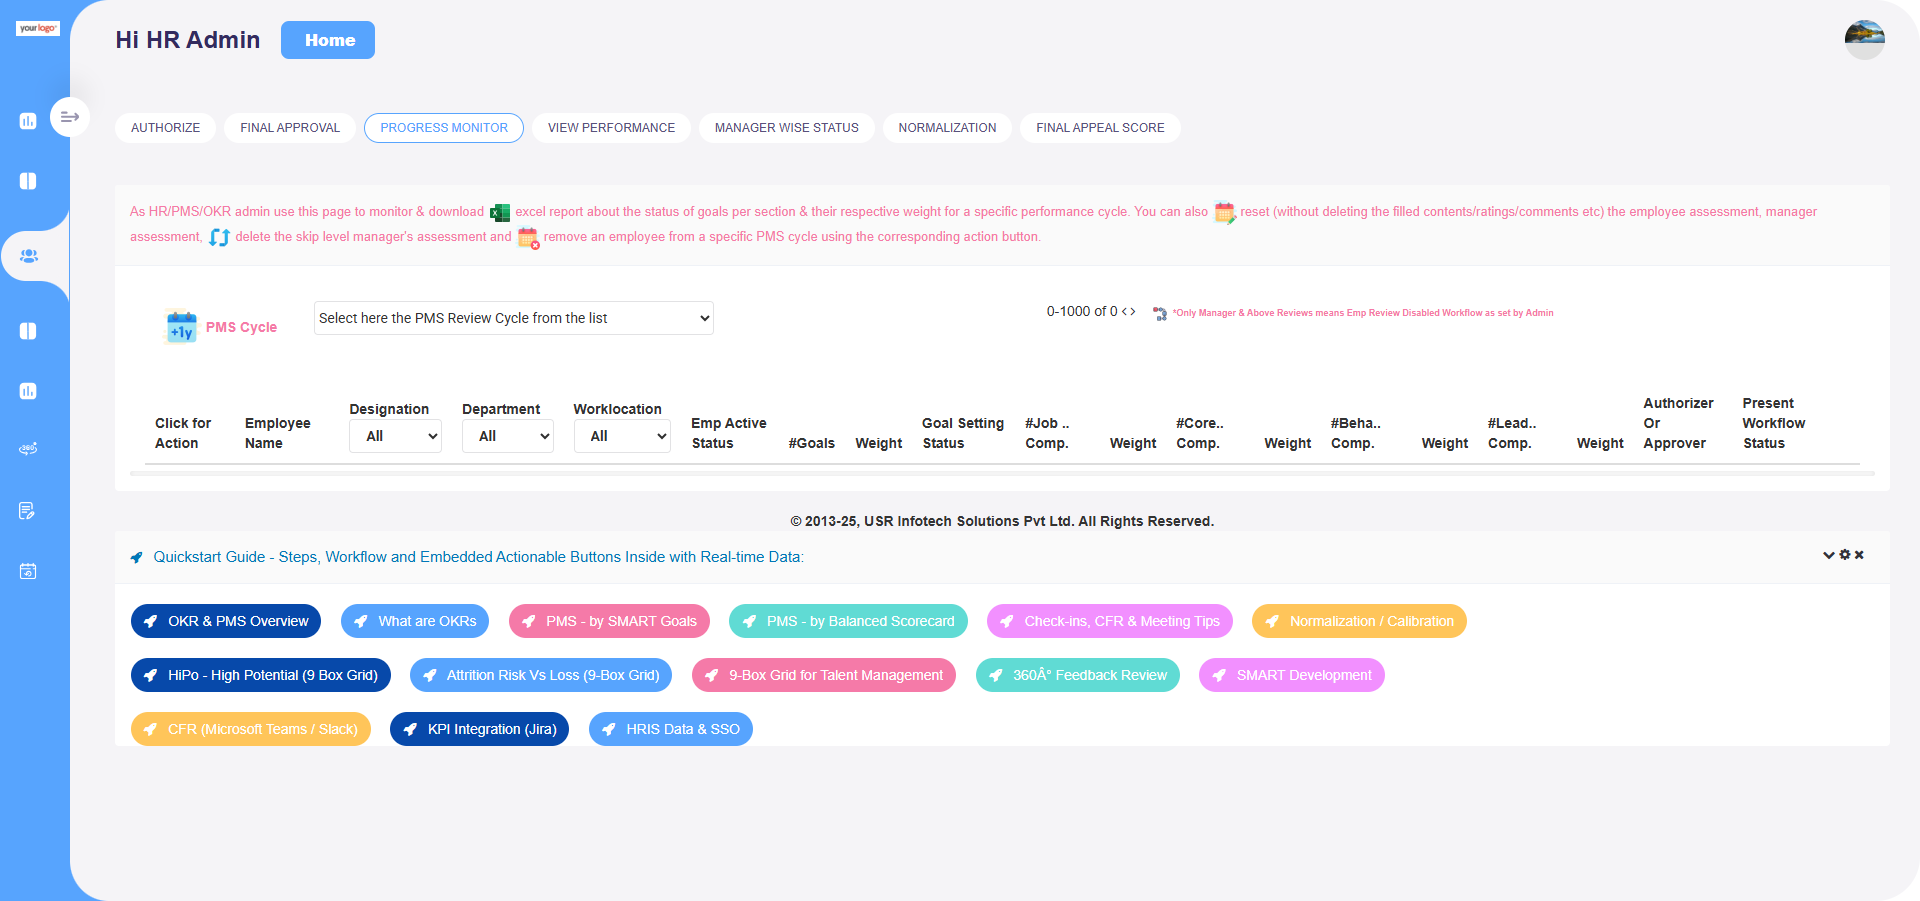 yourlogo
Hi HR Admin
Home
AUTHORIZE
FINAL APPROVAL
PROGRESS MONITOR
VIEW PERFORMANCE
MANAGER WISE STATUS
NORMALIZATION
FINAL APPEAL SCORE
As HR/PMS/OKR admin use this page to monitor & download excel report about the status of goals per section & their respective weight for a specific performance cycle. You can also reset (without deleting the filled contents/ratings/comments etc) the employee assessment, manager
assessment, delete the skip level manager's assessment and remove an employee from a specific PMS cycle using the corresponding action button.
+1y
PMS Cycle
Select here the PMS Review Cycle from the list
0-1000 of 0 < >
*Only Manager & Above Reviews means Emp Review Disabled Workflow as set by Admin
Click for
Action
Employee
Name
Designation
All
Department
All
Worklocation
All
Emp Active
Status
#Goals
Weight
Goal Setting
Status
#Job ..
Comp.
Weight
#Core..
Comp.
Weight
#Beha..
Comp.
Weight
#Lead..
Comp.
Weight
Authorizer
Or
Approver
Present
Workflow
Status
© 2013-25, USR Infotech Solutions Pvt Ltd. All Rights Reserved.
Quickstart Guide - Steps, Workflow and Embedded Actionable Buttons Inside with Real-time Data:
OKR & PMS Overview
What are OKRs
PMS - by SMART Goals
PMS - by Balanced Scorecard
Check-ins, CFR & Meeting Tips
Normalization / Calibration
HiPo - High Potential (9 Box Grid)
Attrition Risk Vs Loss (9-Box Grid)
9-Box Grid for Talent Management
360Â° Feedback Review
SMART Development
CFR (Microsoft Teams / Slack)
KPI Integration (Jira)
HRIS Data & SSO